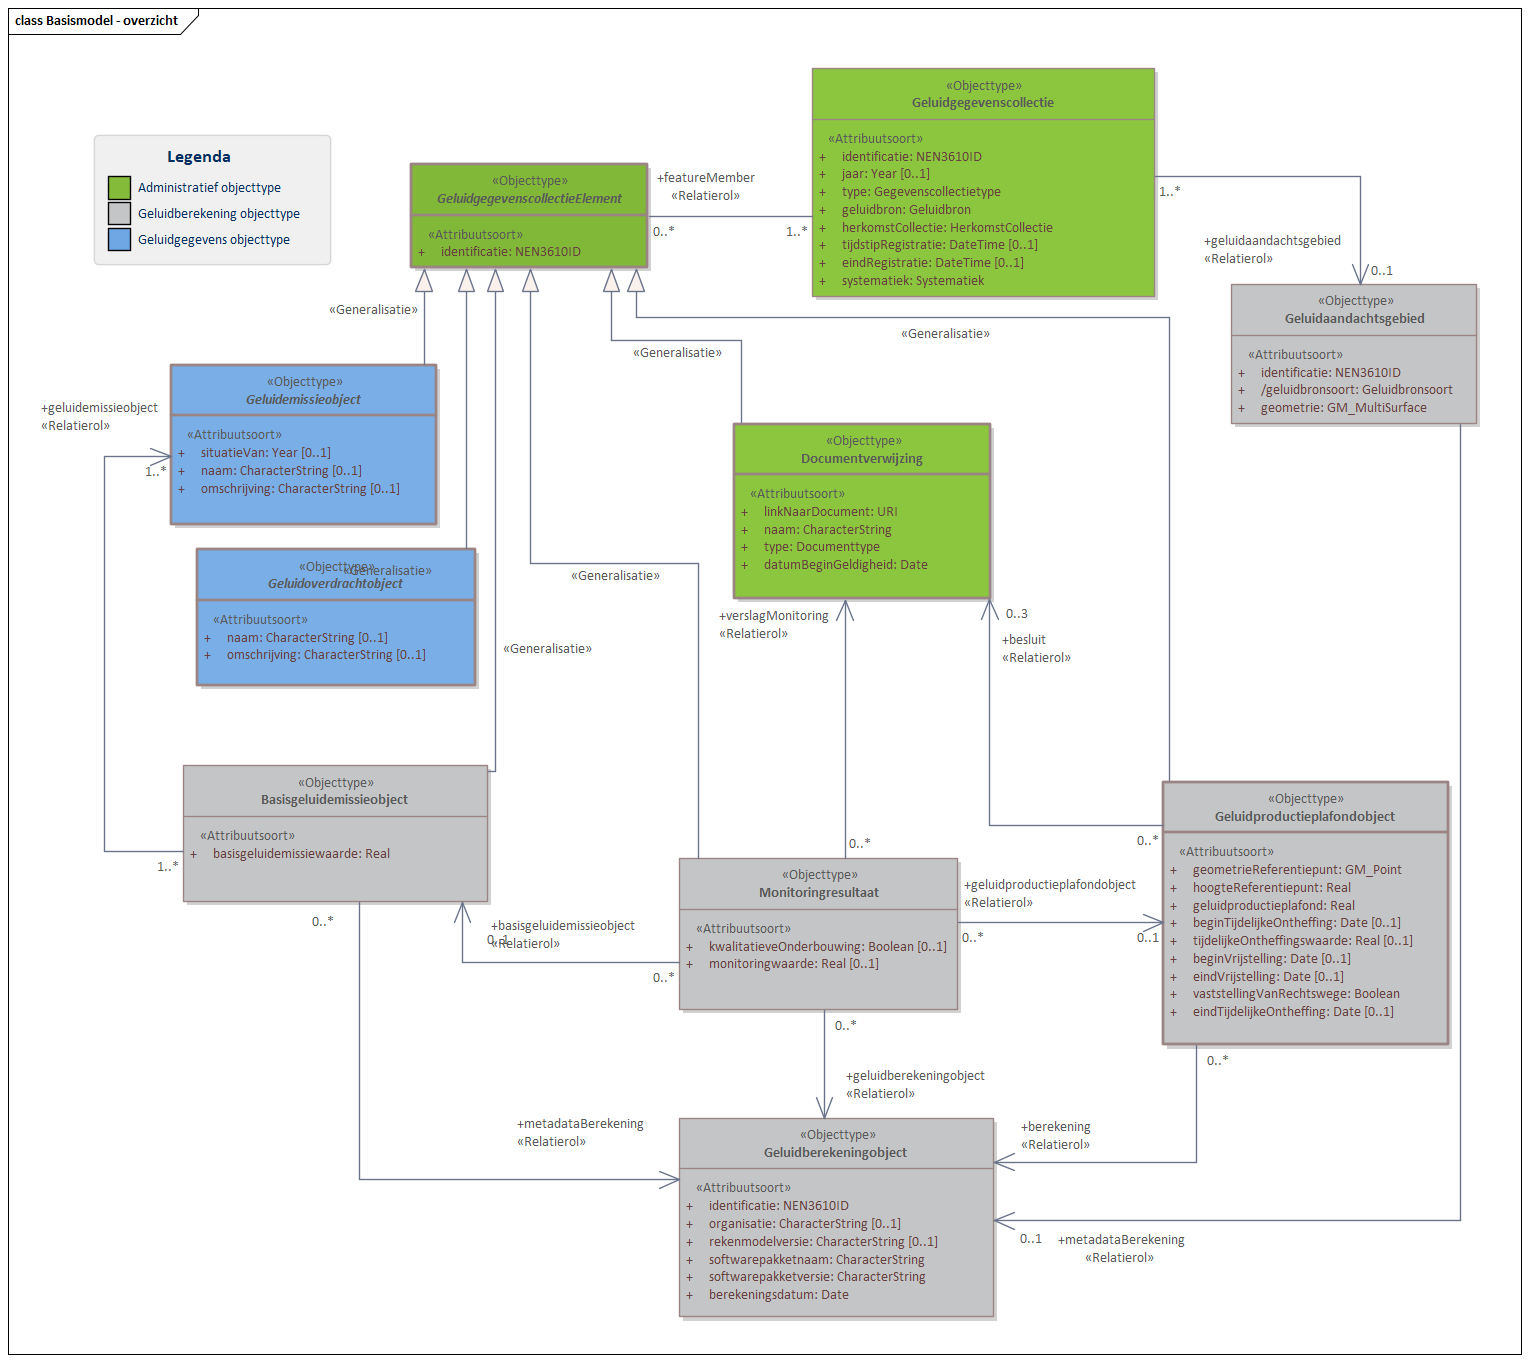 class Basismodel - overzicht
Legenda
Administratief objecttype
Geluidberekening objecttype
Geluidgegevens objecttype
«Objecttype»
Geluidgegevenscollectie
«Attribuutsoort»
+ identificatie: NEN3610ID
+ jaar: Year [0..1]
+ type: Gegevenscollectietype
+ geluidbron: Geluidbron
+ herkomstCollectie: HerkomstCollectie
+ tijdstipRegistratie: DateTime [0..1]
+ eindRegistratie: DateTime [0..1]
+ systematiek: Systematiek
«Objecttype»
GeluidgegevenscollectieElement
«Attribuutsoort»
+ identificatie: NEN3610ID
+featureMember
«Relatierol»
0..*
1..*
1..*
+geluidaandachtsgebied
«Relatierol»
0..1
«Objecttype»
Geluidaandachtsgebied
«Attribuutsoort»
+ identificatie: NEN3610ID
+ /geluidbronsoort: Geluidbronsoort
+ geometrie: GM_MultiSurface
«Generalisatie»
«Generalisatie»
«Generalisatie»
«Objecttype»
Geluidemissieobject
«Attribuutsoort»
+ situatieVan: Year [0..1]
+ naam: CharacterString [0..1]
+ omschrijving: CharacterString [0..1]
+geluidemissieobject
«Relatierol»
1..*
«Objecttype»
Documentverwijzing
«Attribuutsoort»
+ linkNaarDocument: URI
+ naam: CharacterString
+ type: Documenttype
+ datumBeginGeldigheid: Date
«Objecttype»
«Generalisatie»
Geluidoverdrachtobject
«Attribuutsoort»
+ naam: CharacterString [0..1]
+ omschrijving: CharacterString [0..1]
«Generalisatie»
«Generalisatie»
+verslagMonitoring
«Relatierol»
0..3
+besluit
«Relatierol»
«Objecttype»
Basisgeluidemissieobject
«Attribuutsoort»
+ basisgeluidemissiewaarde: Real
1..*
0..*
«Objecttype»
Geluidproductieplafondobject
«Attribuutsoort»
+ geometrieReferentiepunt: GM_Point
+ hoogteReferentiepunt: Real
+ geluidproductieplafond: Real
+ beginTijdelijkeOntheffing: Date [0..1]
+ tijdelijkeOntheffingswaarde: Real [0..1]
+ beginVrijstelling: Date [0..1]
+ eindVrijstelling: Date [0..1]
+ vaststellingVanRechtswege: Boolean
+ eindTijdelijkeOntheffing: Date [0..1]
0..*
0..*
«Objecttype»
Monitoringresultaat
«Attribuutsoort»
+ kwalitatieveOnderbouwing: Boolean [0..1]
+ monitoringwaarde: Real [0..1]
+geluidproductieplafondobject
«Relatierol»
0..*
0..1
+basisgeluidemissieobject
0..1
«Relatierol»
0..*
0..*
0..*
+geluidberekeningobject
«Relatierol»
+metadataBerekening
«Relatierol»
+berekening
«Relatierol»
«Objecttype»
Geluidberekeningobject
«Attribuutsoort»
+ identificatie: NEN3610ID
+ organisatie: CharacterString [0..1]
+ rekenmodelversie: CharacterString [0..1]
+ softwarepakketnaam: CharacterString
+ softwarepakketversie: CharacterString
+ berekeningsdatum: Date
0..1
+metadataBerekening
«Relatierol»